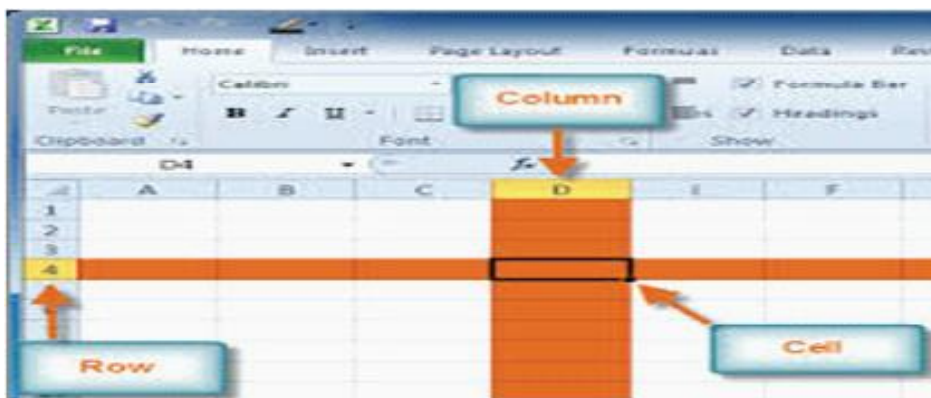 File Home Insert Page Layout Formulas Data
Calibri
Column
Formula Bar
Paste
B I U
Headings
Clipboard Font Show
D4 fx
A B C D E F
1
2
3
4
Row
Cell